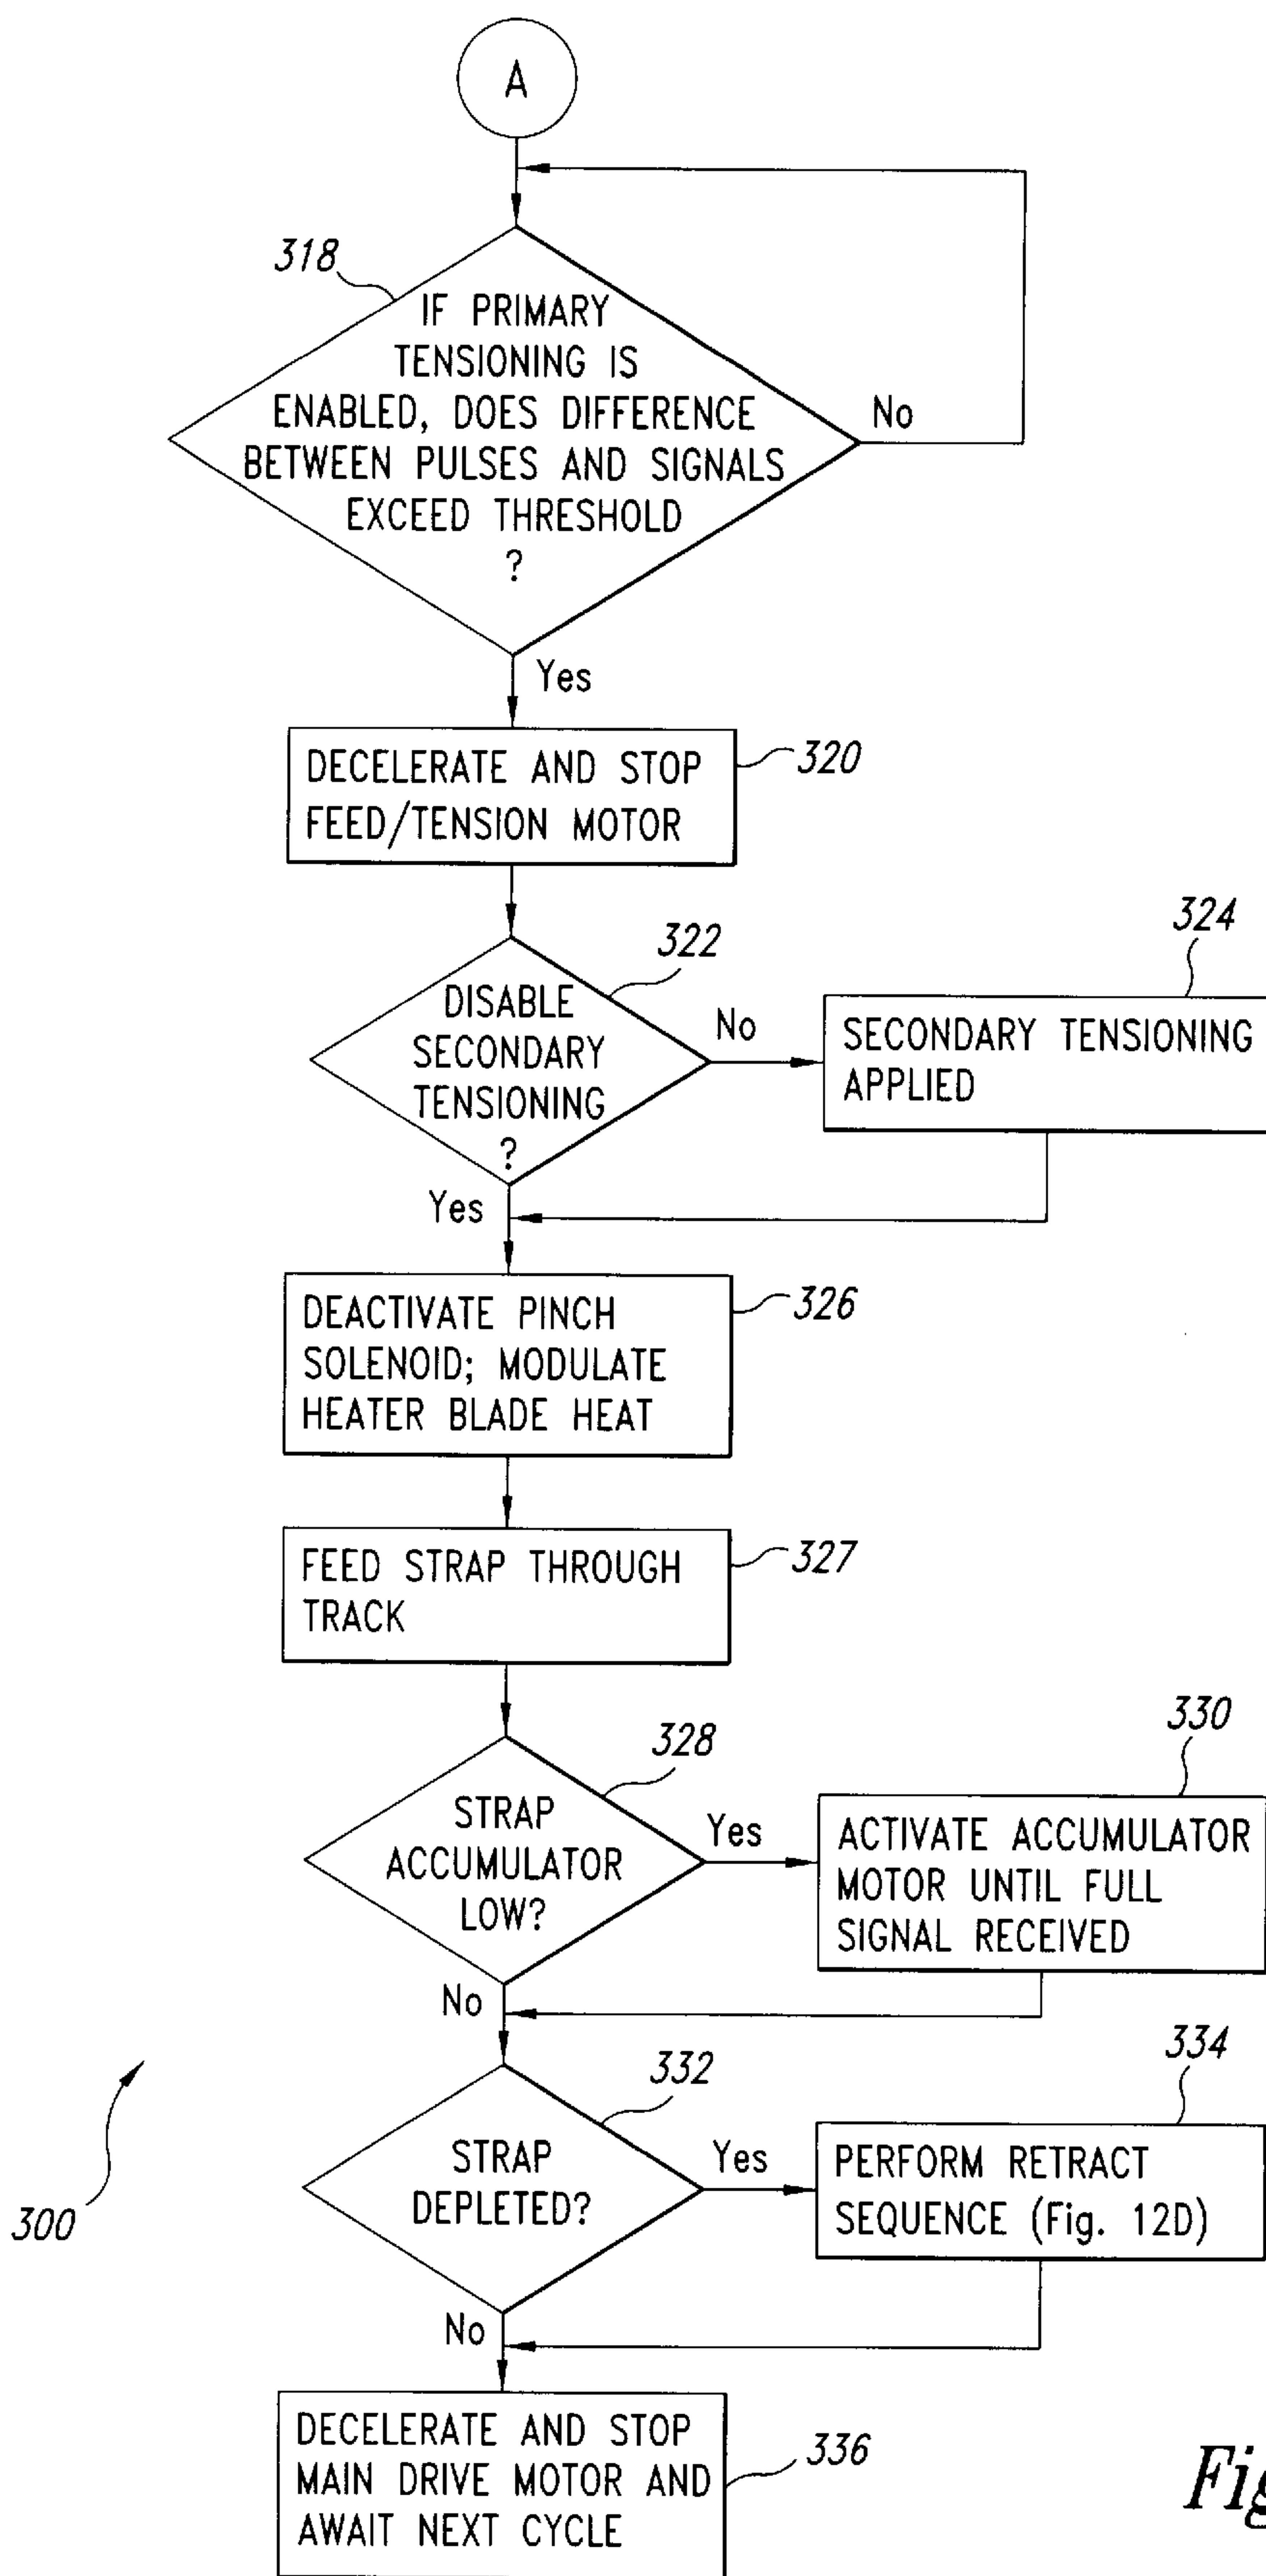 A
318
IF PRIMARY
TENSIONING IS
ENABLED, DOES DIFFERENCE
BETWEEN PULSES AND SIGNALS
EXCEED THRESHOLD
?
No
Yes
DECELERATE AND STOP
FEED/TENSION MOTOR
320
322
DISABLE
SECONDARY
TENSIONING
?
No
324
SECONDARY TENSIONING
APPLIED
Yes
DEACTIVATE PINCH
SOLENOID; MODULATE
HEATER BLADE HEAT
326
FEED STRAP THROUGH
TRACK
327
328
STRAP
ACCUMULATOR
LOW?
Yes
330
ACTIVATE ACCUMULATOR
MOTOR UNTIL FULL
SIGNAL RECEIVED
No
332
STRAP
DEPLETED?
Yes
334
PERFORM RETRACT
SEQUENCE (Fig. 12D)
300
No
DECELERATE AND STOP
MAIN DRIVE MOTOR AND
AWAIT NEXT CYCLE
336